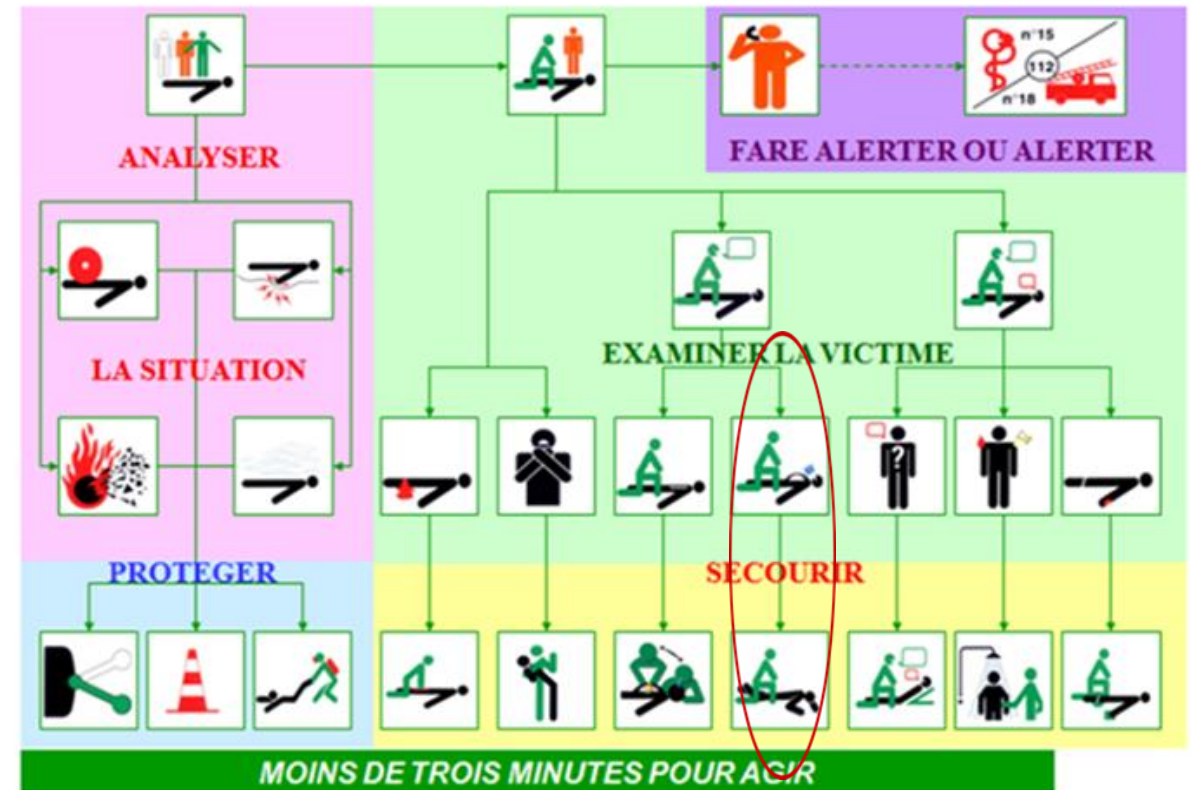 n°15
112
n°18
ANALYSER
FARE ALERTER OU ALERTER
EXAMINER LA VICTIME
LA SITUATION
?
PROTEGER
SECOURIR
MOINS DE TROIS MINUTES POUR AGIR